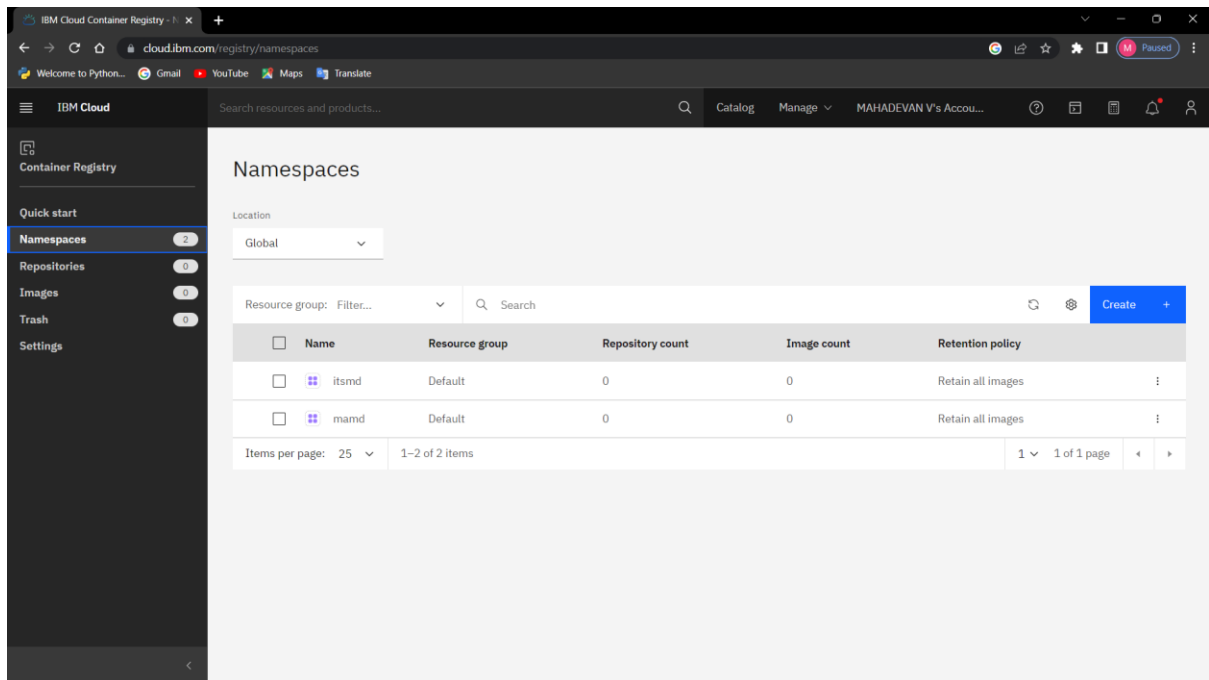 IBM Cloud Container Registry - N
cloud.ibm.com/registry/namespaces
M Paused
Welcome to Python... Gmail YouTube Maps Translate
IBM Cloud Search resources and products... Catalog Manage MAHADEVAN V's Accou...
Container Registry
Quick start
Namespaces 2
Repositories 0
Images 0
Trash 0
Settings
Namespaces
Location
Global
Resource group: Filter... Search Create +
Name Resource group Repository count Image count Retention policy
itsmd Default 0 0 Retain all images
mamd Default 0 0 Retain all images
Items per page: 25 1–2 of 2 items 1 1 of 1 page